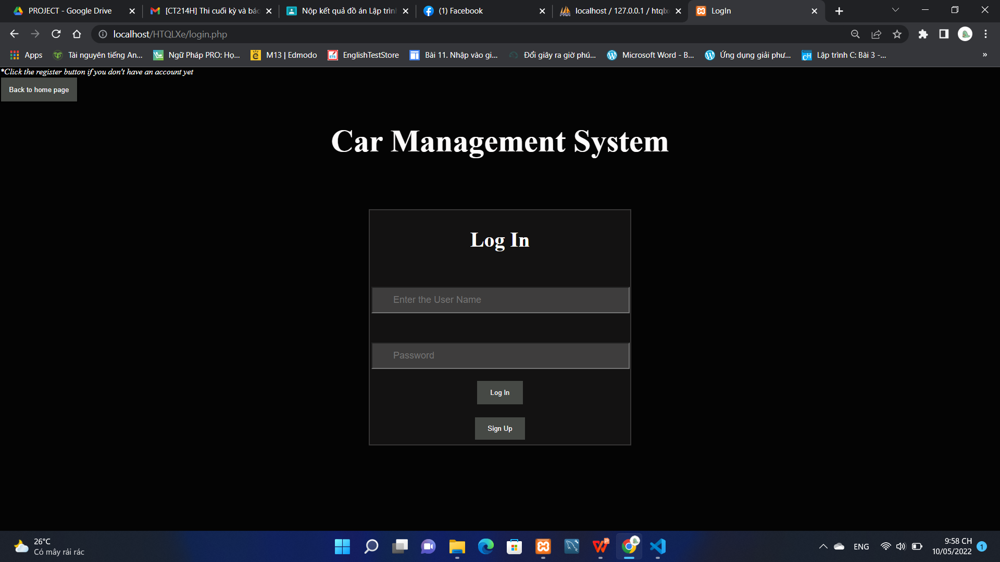 PROJECT - Google Drive
[CT214H] Thi cuối kỳ và báo
Nộp kết quả đồ án Lập trình
(1) Facebook
localhost / 127.0.0.1 / htqlxe
LogIn
localhost/HTQLXe/login.php
Apps
Tài nguyên tiếng An...
Ngữ Pháp PRO: Họ...
M13 | Edmodo
EnglishTestStore
Bài 11. Nhập vào gi...
Đổi giây ra giờ phú...
Microsoft Word - B...
Ứng dụng giải phư...
Lập trình C: Bài 3 -...
»
*Click the register button if you don't have an account yet
Back to home page
Car Management System
Log In
Enter the User Name
Password
Log In
Sign Up
26°C
Có mây rải rác
ENG
9:58 CH
10/05/2022
1